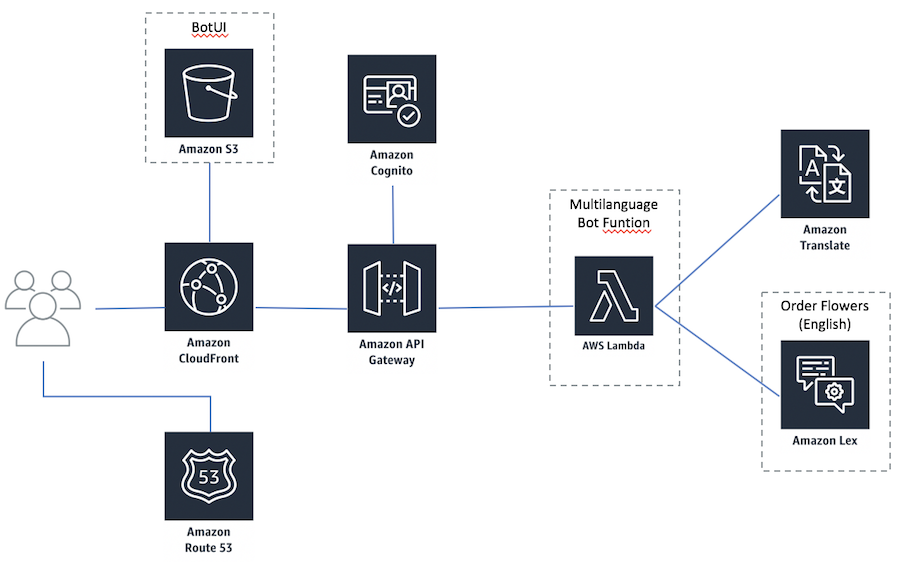 BotUI
Amazon S3
Amazon
Cognito
Multilanguage
Bot Funtion
A
文
Amazon
Translate
Amazon
CloudFront
</>
Amazon API
Gateway
AWS Lambda
Order Flowers
(English)
Amazon Lex
53
Amazon
Route 53